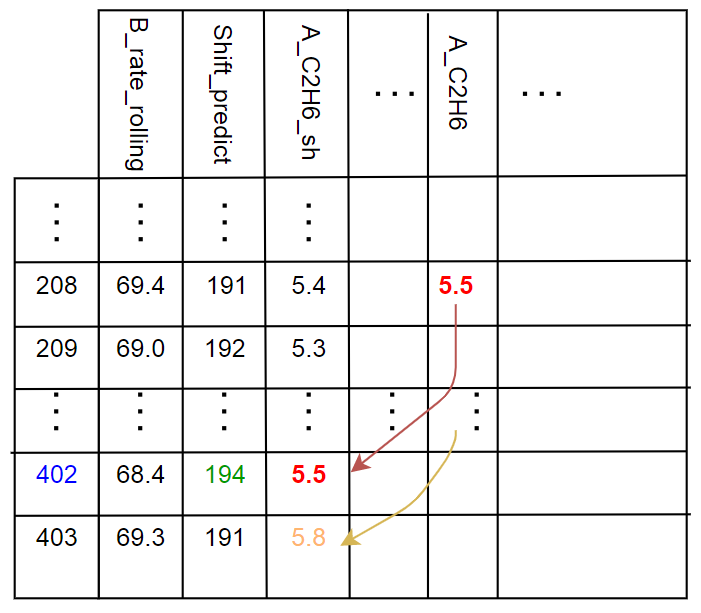 B_rate_rolling Shift_predict A_C2H6_sh ... A_C2H6 ...
⋮ ⋮ ⋮ ⋮
208 69.4 191 5.4 5.5
209 69.0 192 5.3
⋮ ⋮ ⋮ ⋮ ⋮ ⋮
402 68.4 194 5.5
403 69.3 191 5.8